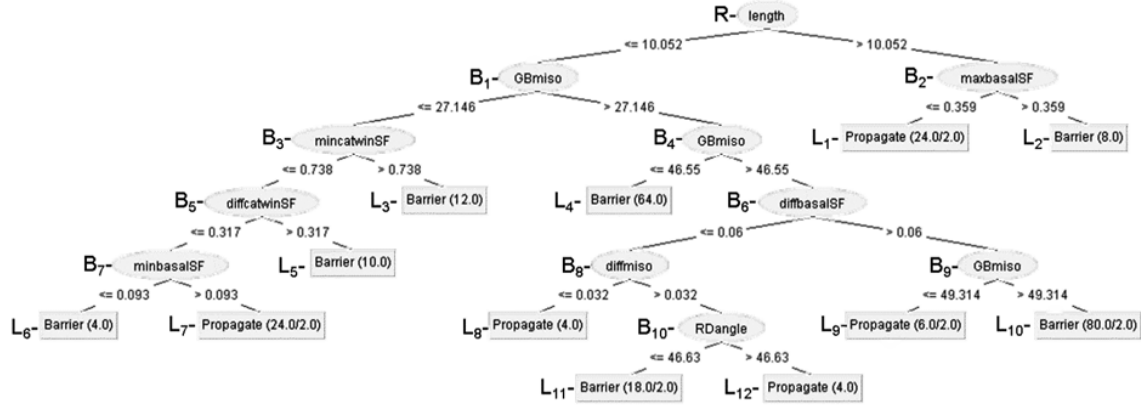 R- length
<= 10.052 > 10.052
B1- GBmiso B2- maxbasalSF
<= 27.146 > 27.146 <= 0.359 > 0.359
B3- mincatwinSF B4- GBmiso L1- Propagate (24.0/2.0) L2- Barrier (8.0)
<= 0.738 > 0.738 <= 46.55 > 46.55
B5- diffcatwinSF L3- Barrier (12.0) L4- Barrier (64.0) B6- diffbasalSF
<= 0.317 > 0.317 <= 0.06 > 0.06
B7- minbasalSF L5- Barrier (10.0) B8- diffmiso B9- GBmiso
<= 0.093 > 0.093 <= 0.032 > 0.032 <= 49.314 > 49.314
L6- Barrier (4.0) L7- Propagate (24.0/2.0) L8- Propagate (4.0) B10- RDangle L9- Propagate (6.0/2.0) L10- Barrier (80.0/2.0)
<= 46.63 > 46.63
L11- Barrier (18.0/2.0) L12- Propagate (4.0)